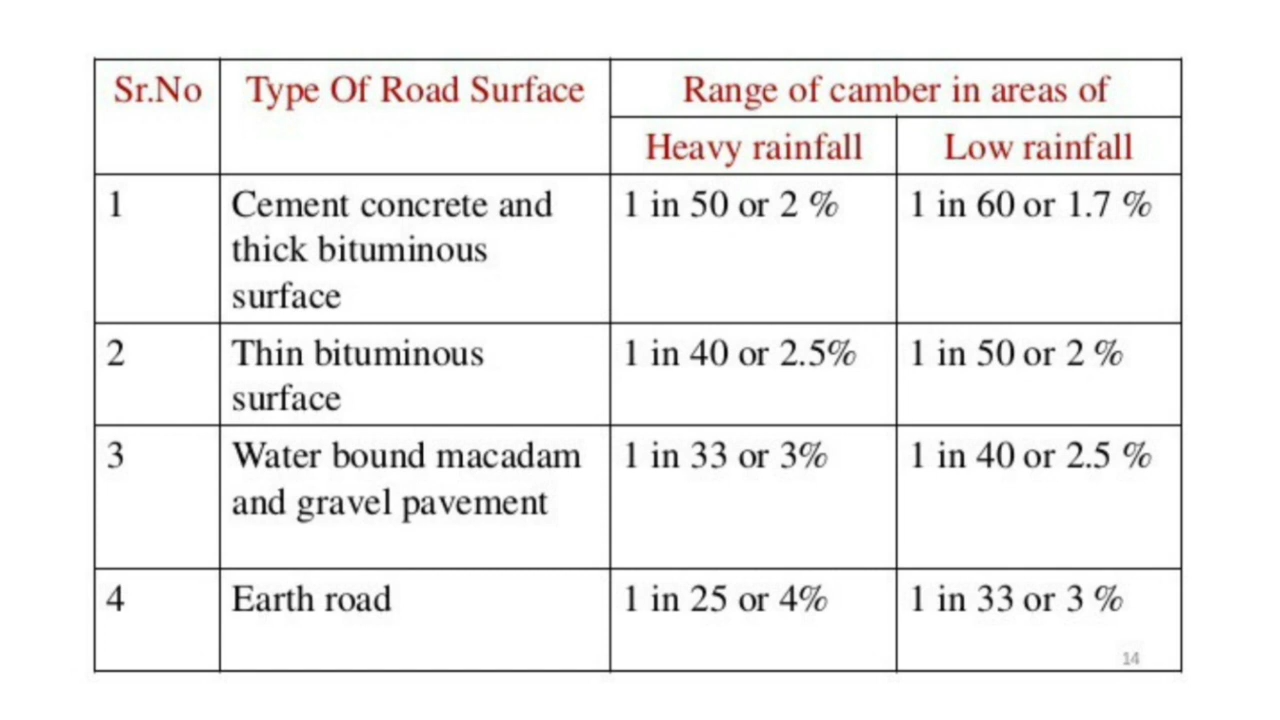 Sr.No Type Of Road Surface Range of camber in areas of
Heavy rainfall Low rainfall
1 Cement concrete and 1 in 50 or 2 % 1 in 60 or 1.7 %
thick bituminous
surface
2 Thin bituminous 1 in 40 or 2.5% 1 in 50 or 2 %
surface
3 Water bound macadam 1 in 33 or 3% 1 in 40 or 2.5 %
and gravel pavement
4 Earth road 1 in 25 or 4% 1 in 33 or 3 %
14